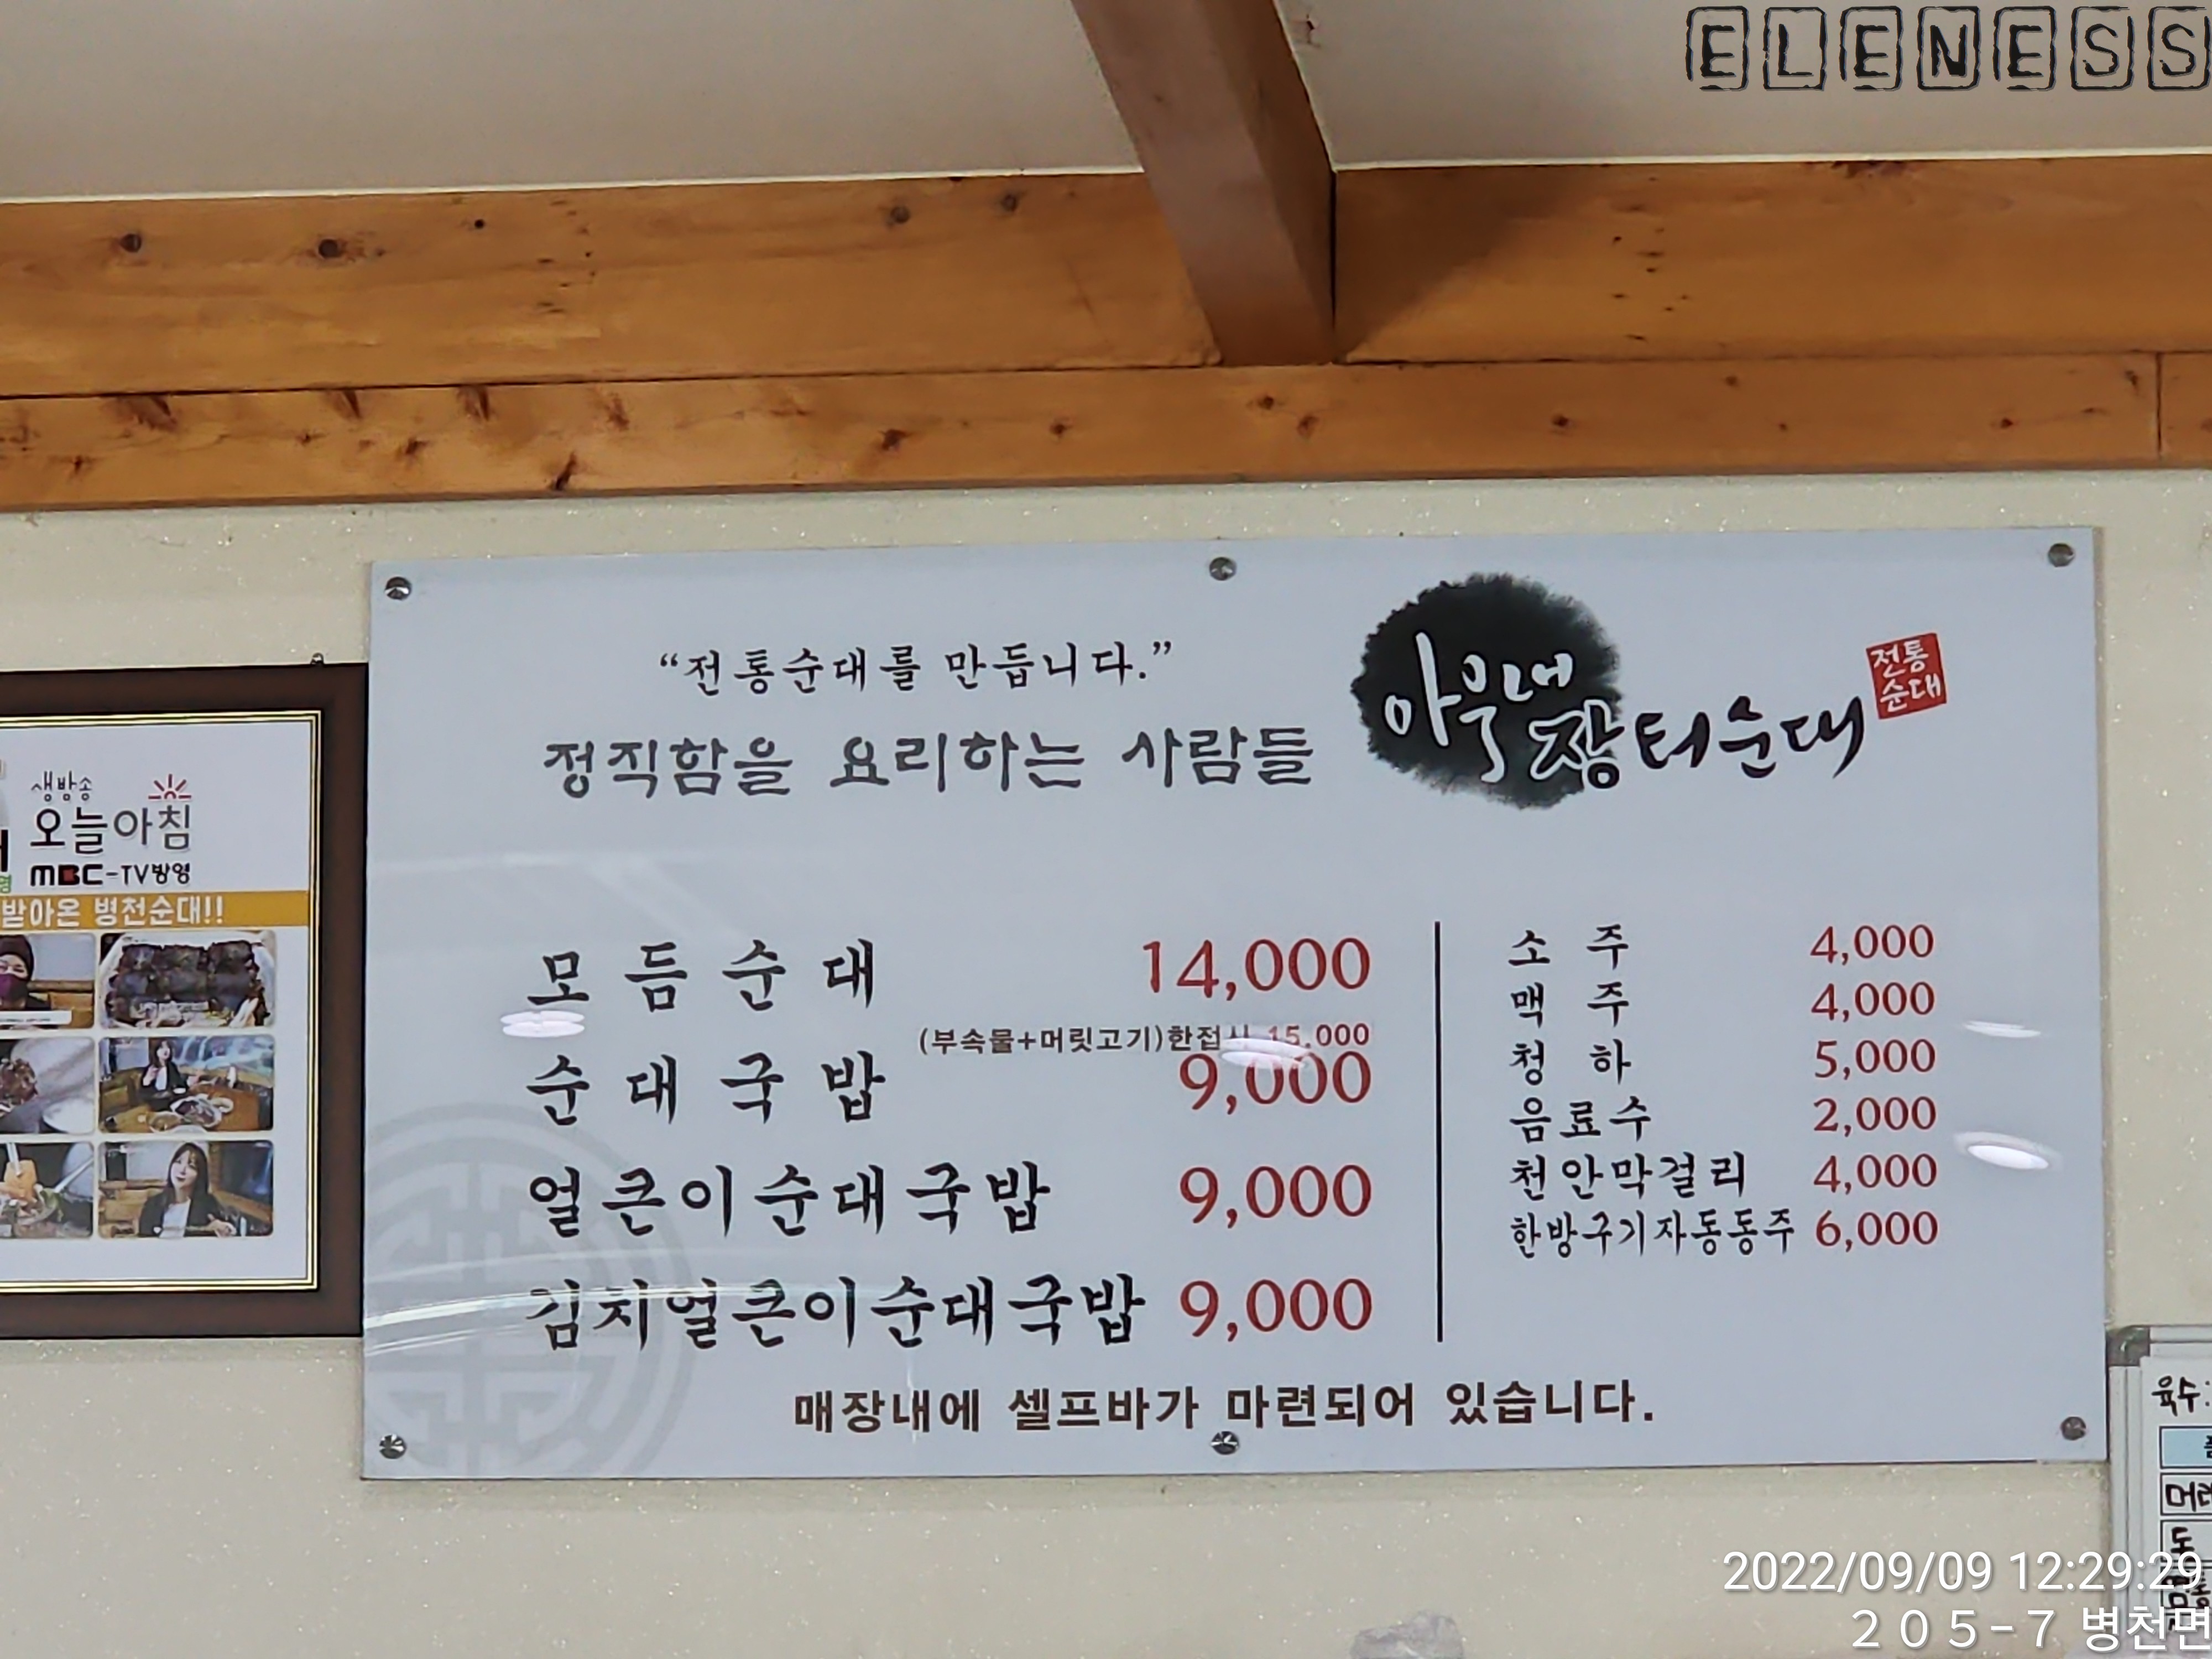 ELENESS
“전통순대를 만듭니다.”
정직함을 요리하는 사람들
아우내 장터순대
전통
순대
생방송
오늘아침
MBC-TV방영
받아온 병천순대!!
모듬순대 14,000
(부속물+머릿고기)한접시 15.000
순대국밥 9,000
얼큰이순대국밥 9,000
김치얼큰이순대국밥 9,000
소주 4,000
맥주 4,000
청하 5,000
음료수 2,000
천안막걸리 4,000
한방구기자동동주 6,000
매장내에 셀프바가 마련되어 있습니다.
육수:
2022/09/09 12:29:29
205-7 병천면